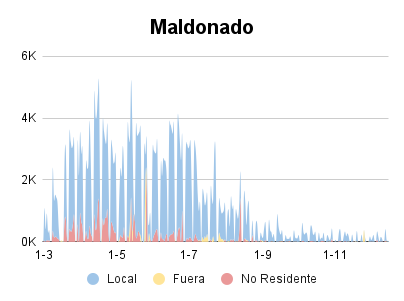 Maldonado
6K
4K
2K
0K
1-3 1-5 1-7 1-9 1-11
Local Fuera No Residente